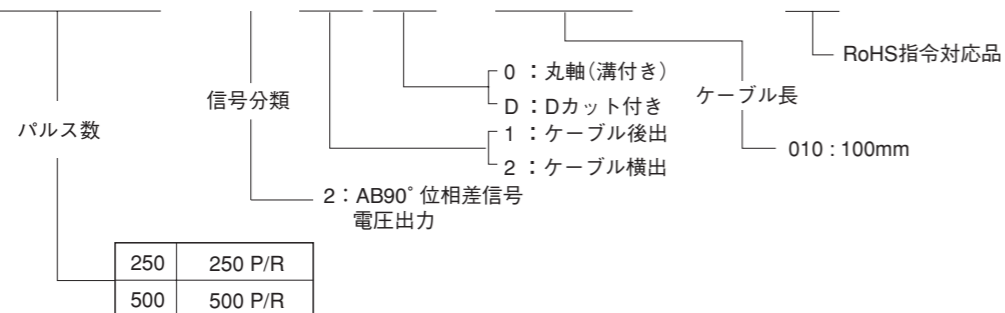 RoHS指令対応品
0 ：丸軸（溝付き）
D ：Dカット付き
1 ：ケーブル後出
2 ：ケーブル横出
ケーブル長
010 : 100mm
信号分類
2：AB90°位相差信号
電圧出力
パルス数
250 250 P/R
500 500 P/R